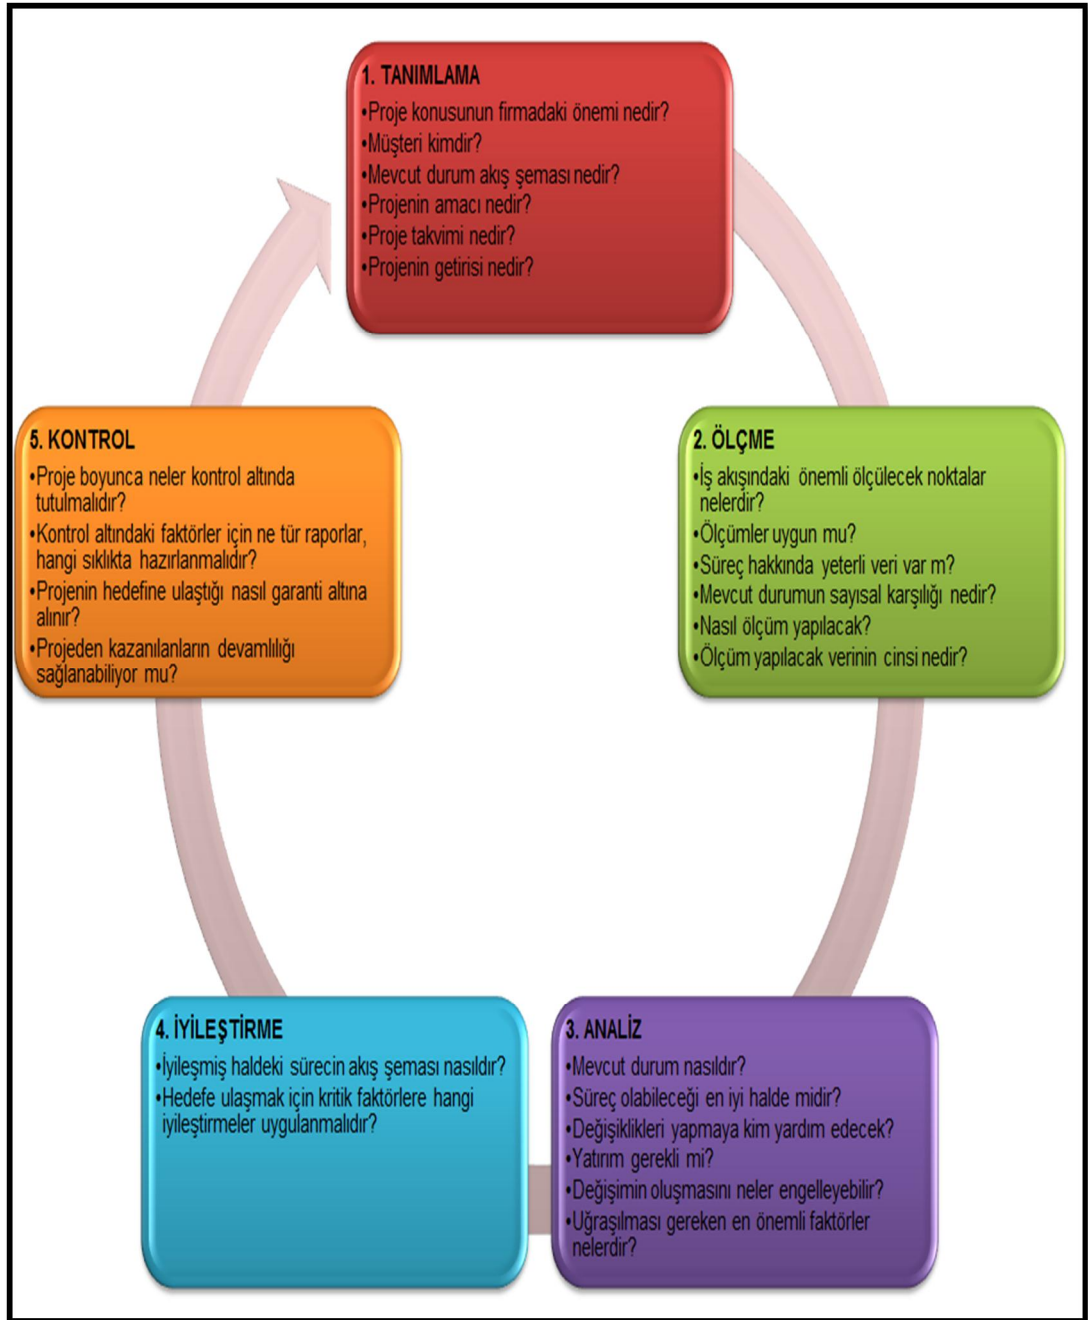 1. TANIMLAMA
•Proje konusunun firmadaki önemi nedir?
•Müşteri kimdir?
•Mevcut durum akış şeması nedir?
•Projenin amacı nedir?
•Proje takvimi nedir?
•Projenin getirisi nedir?
2. ÖLÇME
•İş akışındaki önemli ölçülecek noktalar
nelerdir?
•Ölçümler uygun mu?
•Süreç hakkında yeterli veri var m?
•Mevcut durumun sayısal karşılığı nedir?
•Nasıl ölçüm yapılacak?
•Ölçüm yapılacak verinin cinsi nedir?
3. ANALİZ
•Mevcut durum nasıldır?
•Süreç olabileceği en iyi halde midir?
•Değişiklikleri yapmaya kim yardım edecek?
•Yatırım gerekli mi?
•Değişimin oluşmasını neler engelleyebilir?
•Uğraşılması gereken en önemli faktörler
nelerdir?
4. İYİLEŞTİRME
•İyileşmiş haldeki sürecin akış şeması nasıldır?
•Hedefe ulaşmak için kritik faktörlere hangi
iyileştirmeler uygulanmalıdır?
5. KONTROL
•Proje boyunca neler kontrol altında
tutulmalıdır?
•Kontrol altındaki faktörler için ne tür raporlar,
hangi sıklıkta hazırlanmalıdır?
•Projenin hedefine ulaştığı nasıl garanti altına
alınır?
•Projeden kazanılanların devamlılığı
sağlanabiliyor mu?